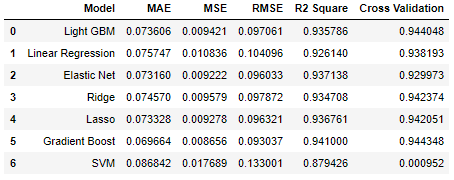 Model MAE MSE RMSE R2 Square Cross Validation
0 Light GBM 0.073606 0.009421 0.097061 0.935786 0.944048
1 Linear Regression 0.075747 0.010836 0.104096 0.926140 0.938193
2 Elastic Net 0.073160 0.009222 0.096033 0.937138 0.929973
3 Ridge 0.074570 0.009579 0.097872 0.934708 0.942374
4 Lasso 0.073328 0.009278 0.096321 0.936761 0.942051
5 Gradient Boost 0.069664 0.008656 0.093037 0.941000 0.944348
6 SVM 0.086842 0.017689 0.133001 0.879426 0.000952